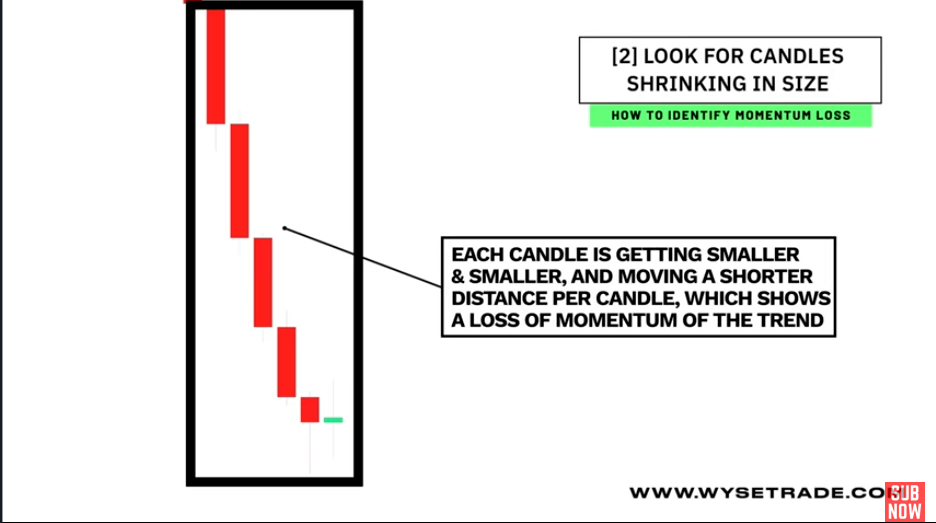 [2] LOOK FOR CANDLES
SHRINKING IN SIZE
HOW TO IDENTIFY MOMENTUM LOSS
EACH CANDLE IS GETTING SMALLER
& SMALLER, AND MOVING A SHORTER
DISTANCE PER CANDLE, WHICH SHOWS
A LOSS OF MOMENTUM OF THE TREND
WWW.WYSETRADE.COM
SUB
NOW